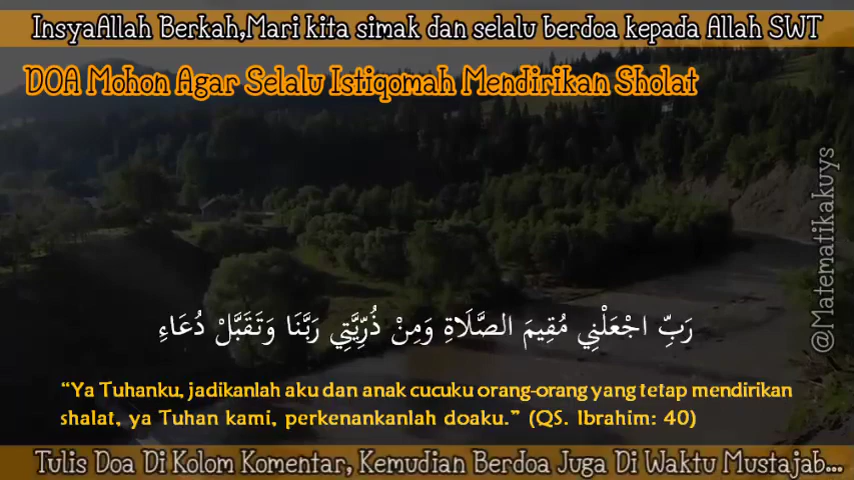 InsyaAllah Berkah,Mari kita simak dan selalu berdoa kepada Allah SWT
DOA Mohon Agar Selalu Istiqomah Mendirikan Sholat
@Matematikakuys
رَبِّ اجْعَلْنِي مُقِيمَ الصَّلَاةِ وَمِنْ ذُرِّيَّتِي رَبَّنَا وَتَقَبَّلْ دُعَاءِ
“Ya Tuhanku, jadikanlah aku dan anak cucuku orang-orang yang tetap mendirikan
shalat, ya Tuhan kami, perkenankanlah doaku.” (QS. Ibrahim: 40)
Tulis Doa Di Kolom Komentar, Kemudian Berdoa Juga Di Waktu Mustajab...